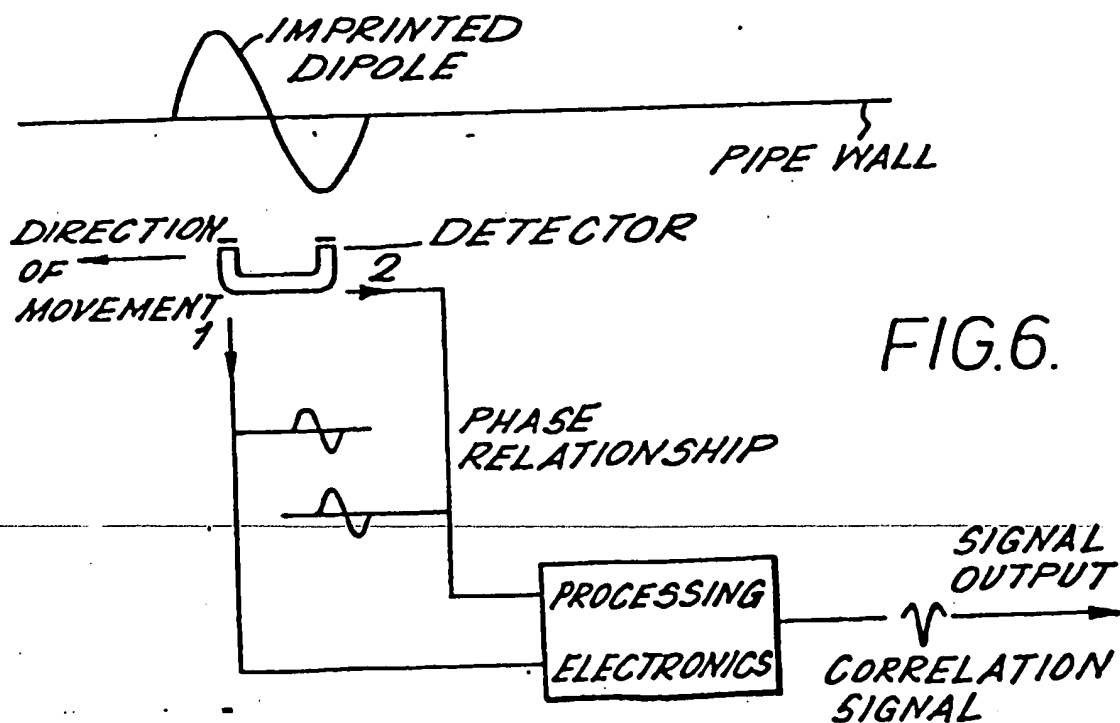 IMPRINTED
DIPOLE
PIPE WALL
DIRECTION
OF
MOVEMENT
DETECTOR
1
2
FIG.6.
PHASE
RELATIONSHIP
PROCESSING
ELECTRONICS
SIGNAL
OUTPUT
CORRELATION
SIGNAL